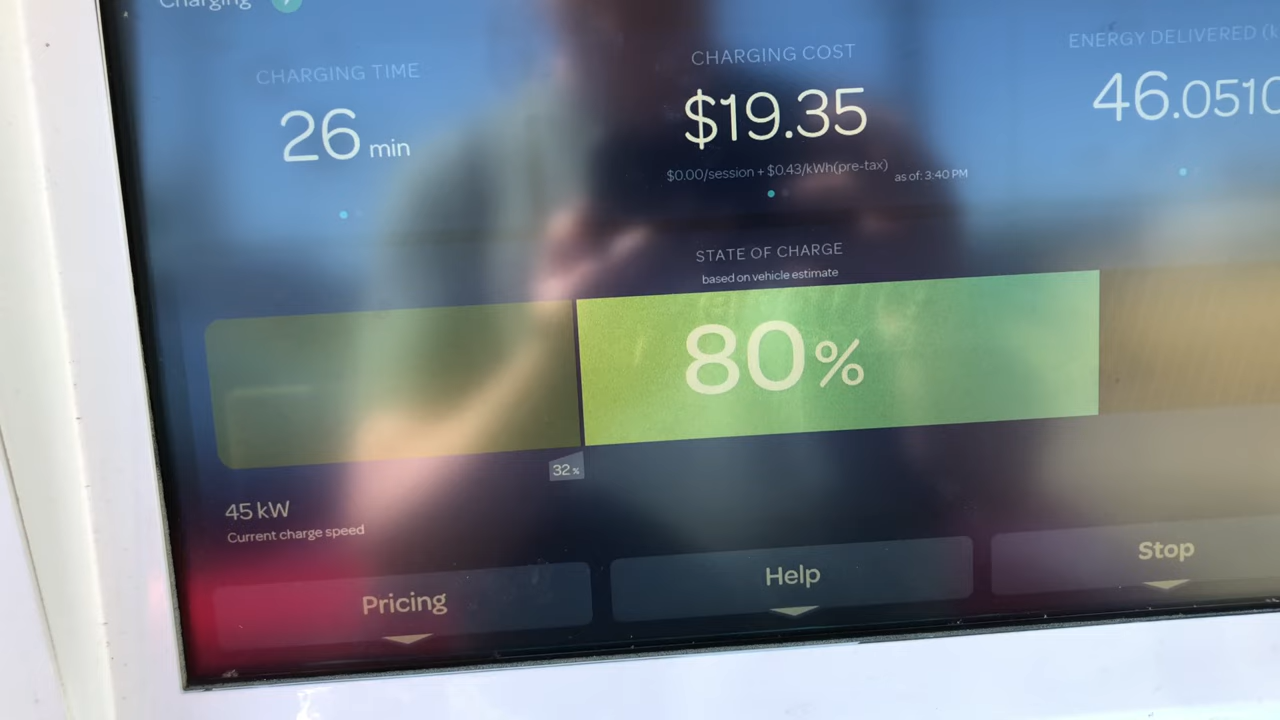 Charging
CHARGING TIME
26 min
CHARGING COST
$19.35
$0.00/session + $0.43/kWh(pre-tax)
as of: 3:40 PM
ENERGY DELIVERED (k
46.0510
STATE OF CHARGE
based on vehicle estimate
80%
32%
45 kW
Current charge speed
Pricing
Help
Stop